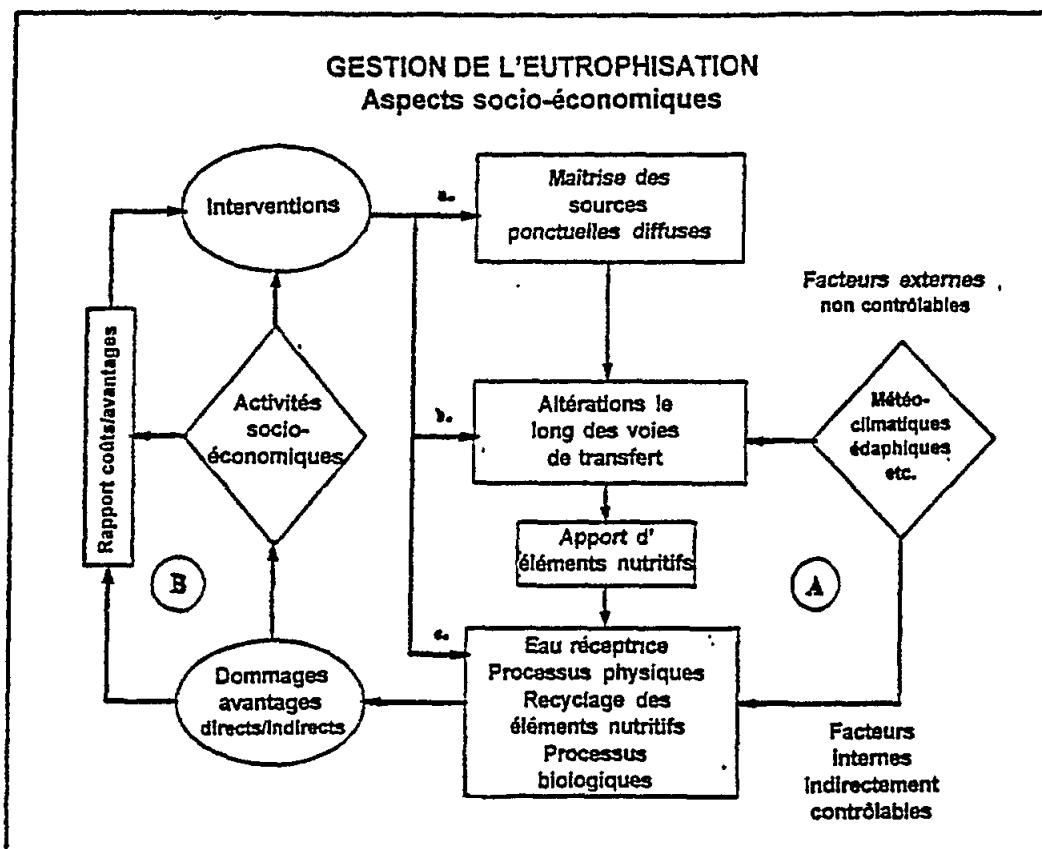 GESTION DE L'EUTROPHISATION
Aspects socio-économiques
Interventions
a.
Maîtrise des
sources
ponctuelles diffuses
Facteurs externes
non contrôlables
Rapport coûts/avantages
Activités
socio-
économiques
b.
Altérations le
long des voies
de transfert
Météo-
climatiques
édaphiques
etc.
Apport d'
éléments nutritifs
B
A
c.
Dommages
avantages
directs/indirects
Eau réceptrice
Processus physiques
Recyclage des
éléments nutritifs
Processus
biologiques
Facteurs
internes
indirectement
contrôlables